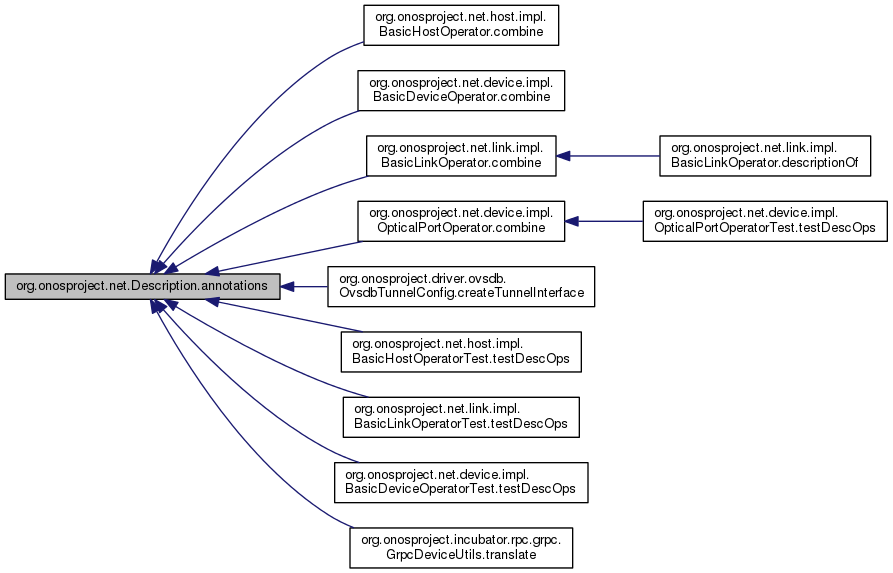 org.onosproject.net.host.impl.
BasicHostOperator.combine
org.onosproject.net.device.impl.
BasicDeviceOperator.combine
org.onosproject.net.link.impl.
BasicLinkOperator.combine
org.onosproject.net.link.impl.
BasicLinkOperator.descriptionOf
org.onosproject.net.device.impl.
OpticalPortOperator.combine
org.onosproject.net.device.impl.
OpticalPortOperatorTest.testDescOps
org.onosproject.net.Description.annotations
org.onosproject.driver.ovsdb.
OvsdbTunnelConfig.createTunnelInterface
org.onosproject.net.host.impl.
BasicHostOperatorTest.testDescOps
org.onosproject.net.link.impl.
BasicLinkOperatorTest.testDescOps
org.onosproject.net.device.impl.
BasicDeviceOperatorTest.testDescOps
org.onosproject.incubator.rpc.grpc.
GrpcDeviceUtils.translate